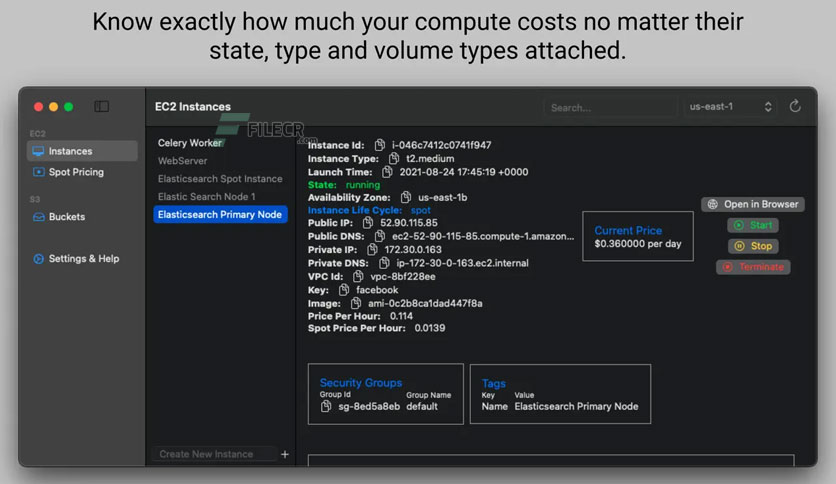 Know exactly how much your compute costs no matter their
state, type and volume types attached.
EC2 Instances
Search...
us-east-1
EC2
Instances
Spot Pricing
S3
Buckets
Settings & Help
Celery Worker
WebServer
Elasticsearch Spot Instance
Elastic Search Node 1
Elasticsearch Primary Node
Create New Instance +
FILECR
.com
Instance Id: i-046c7412c0741f947
Instance Type: t2.medium
Launch Time: 2021-08-24 17:45:19 +0000
State: running
Availability Zone: us-east-1b
Instance Life Cycle: spot
Public IP: 52.90.115.85
Public DNS: ec2-52-90-115-85.compute-1.amazon...
Private IP: 172.30.0.163
Private DNS: ip-172-30-0-163.ec2.internal
VPC Id: vpc-8bf228ee
Key: facebook
Image: ami-0c2b8ca1dad447f8a
Price Per Hour: 0.114
Spot Price Per Hour: 0.0139
Current Price
$0.360000 per day
Open in Browser
Start
Stop
Terminate
Security Groups
Group Id Group Name
sg-8ed5a8eb default
Tags
Key Value
Name Elasticsearch Primary Node